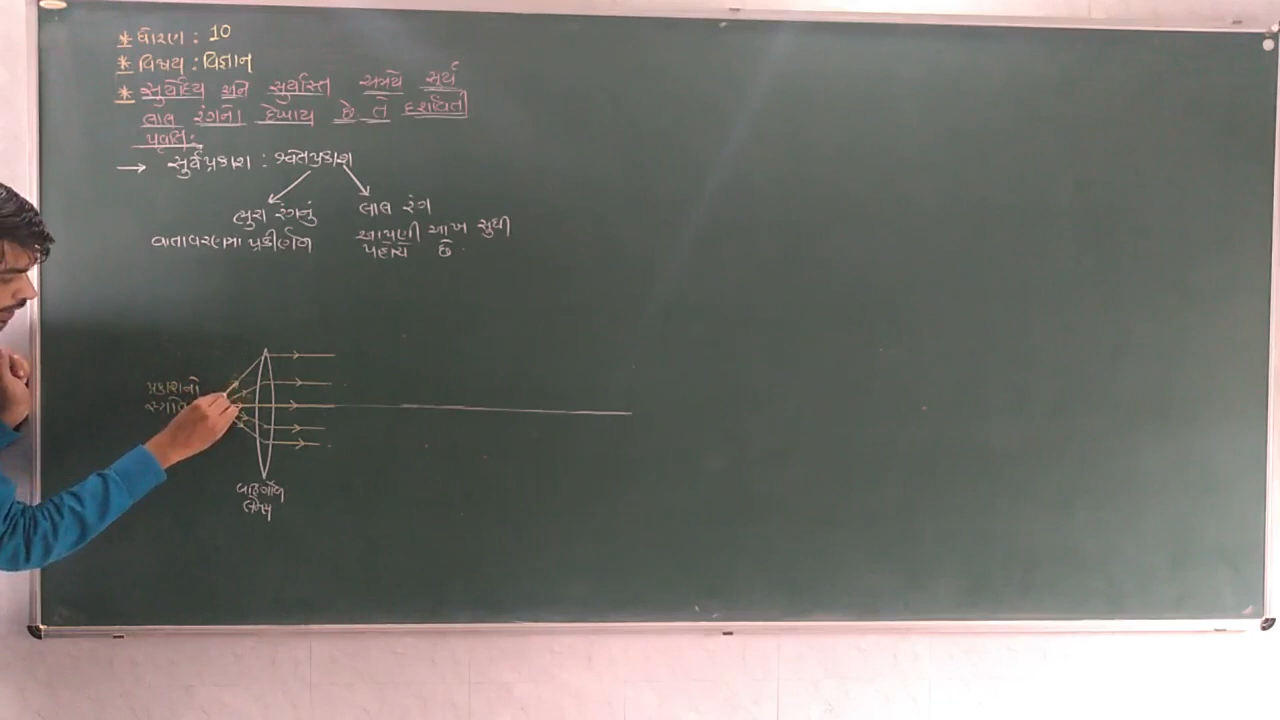 * ધોરણ : 10
* વિષય : વિજ્ઞાન
* સુર્યોદય અને સુર્યાસ્ત સમયે સૂર્ય
લાલ રંગનો દેખાય છે તે દર્શાવતી
પ્રવૃતિ :
→ સુર્યપ્રકાશ : શ્વેતપ્રકાશ
ભુરા રંગનું લાલ રંગ
વાતાવરણમા પ્રકીર્ણન આપણી આખ સુધી
પહોચે છે.
પ્રકાશનો
બહિર્ગોળ
લેન્સ